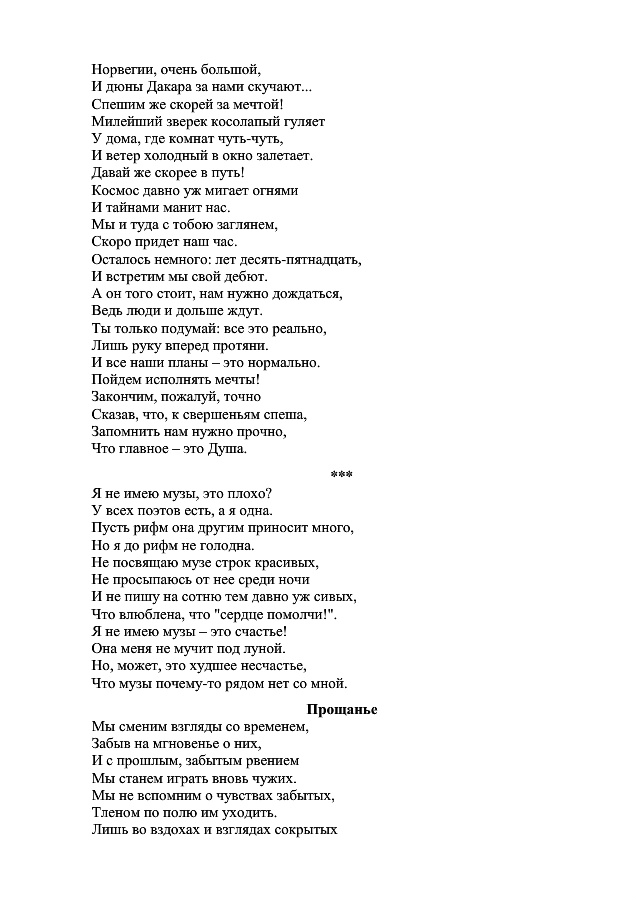 Норвегии, очень большой,
И дюны Дакара за нами скучают...
Спешим же скорей за мечтой!
Милейший зверек косолапый гуляет
У дома, где комнат чуть-чуть,
И ветер холодный в окно залетает.
Давай же скорее в путь!
Космос давно уж мигает огнями
И тайнами манит нас.
Мы и туда с тобою заглянем,
Скоро придет наш час.
Осталось немного: лет десять-пятнадцать,
И встретим мы свой дебют.
А он того стоит, нам нужно дождаться,
Ведь люди и дольше ждут.
Ты только подумай: все это реально,
Лишь руку вперед протяни.
И все наши планы – это нормально.
Пойдем исполнять мечты!
Закончим, пожалуй, точно
Сказав, что, к свершеньям спеша,
Запомнить нам нужно прочно,
Что главное – это Душа.
***
Я не имею музы, это плохо?
У всех поэтов есть, а я одна.
Пусть рифм она другим приносит много,
Но я до рифм не голодна.
Не посвящаю музе строк красивых,
Не просыпаюсь от нее среди ночи
И не пишу на сотню тем давно уж сивых,
Что влюблена, что "сердце помолчи!".
Я не имею музы – это счастье!
Она меня не мучит под луной.
Но, может, это худшее несчастье,
Что музы почему-то рядом нет со мной.
Прощанье
Мы сменим взгляды со временем,
Забыв на мгновенье о них,
И с прошлым, забытым рвением
Мы станем играть вновь чужих.
Мы не вспомним о чувствах забытых,
Тленом по полю им уходить.
Лишь во вздохах и взглядах сокрытых